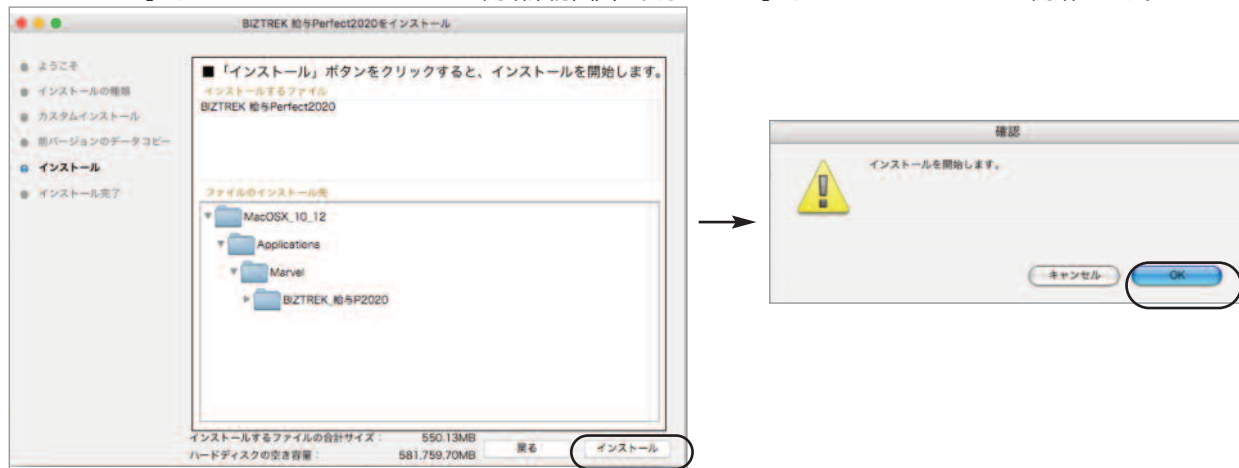 BIZTREK 給与Perfect2020をインストール
ようこそ
インストールの種類
カスタムインストール
前バージョンのデータコピー
インストール
インストール完了
■「インストール」ボタンをクリックすると、インストールを開始します。
インストールするファイル
BIZTREK 給与Perfect2020
ファイルのインストール先
MacOSX_10_12
Applications
Marvel
BIZTREK_給与P2020
インストールするファイルの合計サイズ： 550.13MB
ハードディスクの空き容量： 581,759.70MB
戻る
インストール
確認
インストールを開始します。
キャンセル
OK